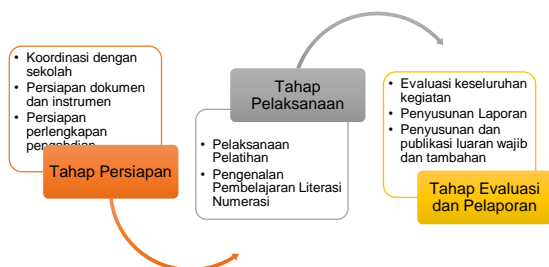 • Koordinasi dengan
sekolah
• Persiapan dokumen
dan instrumen
• Persiapan
perlengkapan
pengabdian
Tahap Persiapan
Tahap
Pelaksanaan
• Pelaksanaan
Pelatihan
• Pengenalan
Pembelajaran Literasi
Numerasi
• Evaluasi keseluruhan
kegiatan
• Penyusunan Laporan
• Penyusunan dan
publikasi luaran wajib
dan tambahan
Tahap Evaluasi
dan Pelaporan